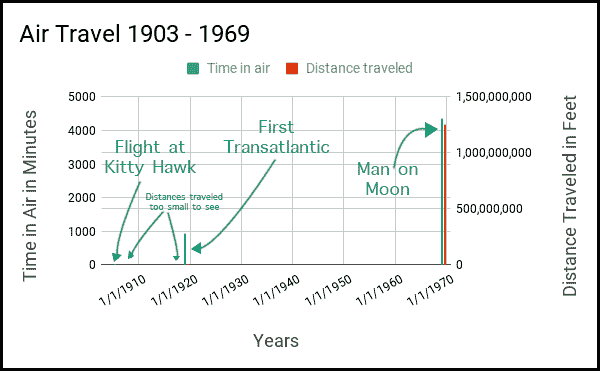 Air Travel 1903 - 1969
Time in air
Distance traveled
5000
4000
3000
2000
1000
0
1,500,000,000
1,000,000,000
500,000,000
0
Time in Air in Minutes
Distance Traveled in Feet
Flight at
Kitty Hawk
Distances traveled
too small to see
First
Transatlantic
Man on
Moon
1/1/1910
1/1/1920
1/1/1930
1/1/1940
1/1/1950
1/1/1960
1/1/1970
Years